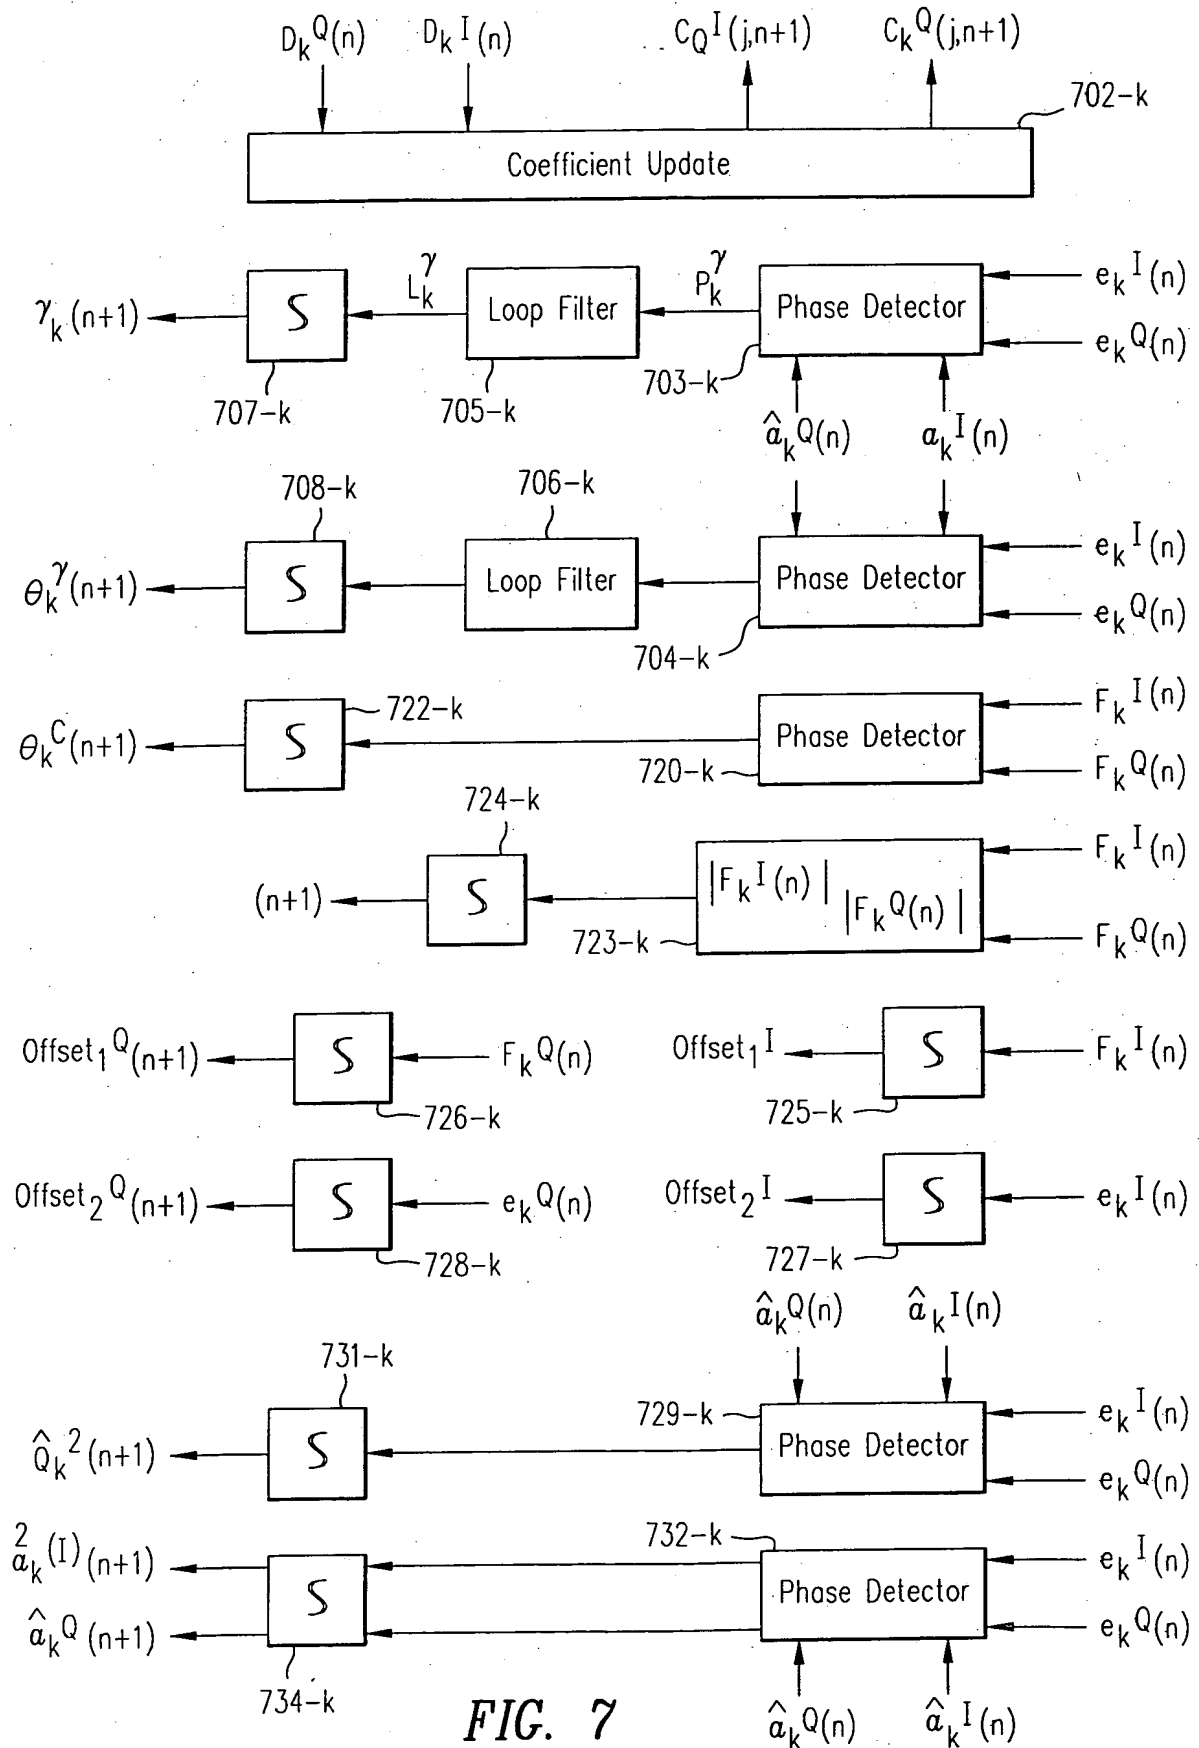 D_k^Q(n) D_k^I(n) C_Q^I(j,n+1) C_k^Q(j,n+1)
702-k
Coefficient Update
γ_k(n+1) S L_k^γ Loop Filter P_k^γ Phase Detector e_k^I(n)
e_k^Q(n)
707-k 705-k 703-k
â_k^Q(n) a_k^I(n)
708-k 706-k
θ_k^γ(n+1) S Loop Filter Phase Detector e_k^I(n)
e_k^Q(n)
704-k
θ_k^C(n+1) S 722-k Phase Detector F_k^I(n)
F_k^Q(n)
720-k
724-k
(n+1) S |F_k^I(n)| |F_k^Q(n)| F_k^I(n)
F_k^Q(n)
723-k
Offset_1^Q(n+1) S F_k^Q(n) Offset_1^I S F_k^I(n)
726-k 725-k
Offset_2^Q(n+1) S e_k^Q(n) Offset_2^I S e_k^I(n)
728-k 727-k
â_k^Q(n) â_k^I(n)
731-k 729-k
Q̂_k^2(n+1) S Phase Detector e_k^I(n)
e_k^Q(n)
732-k
a_k^2(I)(n+1) S Phase Detector e_k^I(n)
â_k^Q(n+1) e_k^Q(n)
734-k
â_k^Q(n) â_k^I(n)
FIG. 7